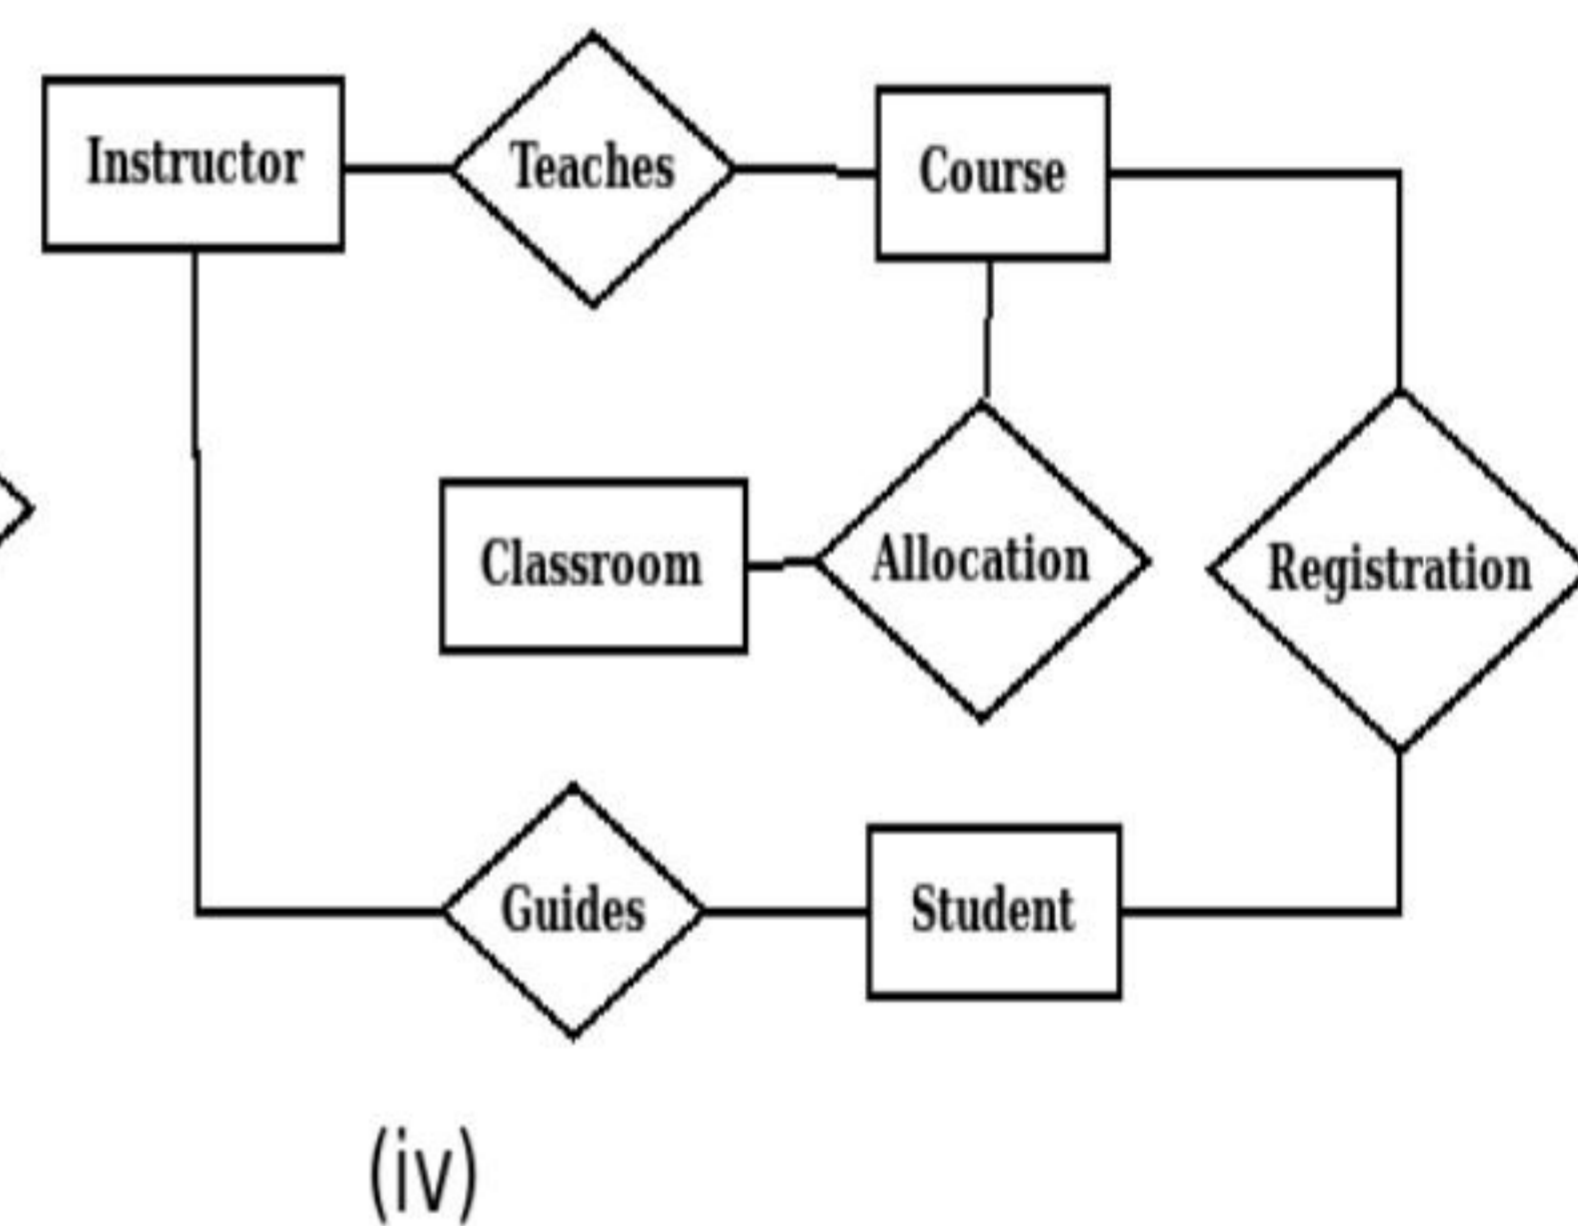 Instructor
Teaches
Course
Classroom
Allocation
Registration
Guides
Student
(iv)